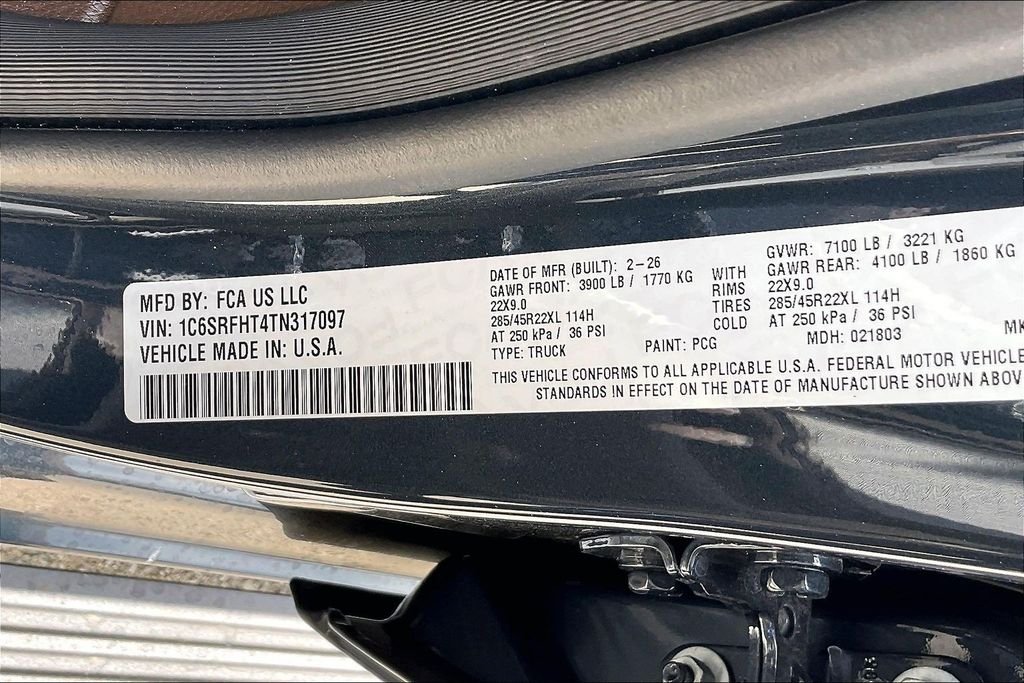 MFD BY: FCA US LLC
VIN: 1C6SRFHT4TN317097
VEHICLE MADE IN: U.S.A.
DATE OF MFR (BUILT): 2-26
GAWR FRONT: 3900 LB / 1770 KG
22X9.0
285/45R22XL 114H
AT 250 kPa / 36 PSI
TYPE: TRUCK
PAINT: PCG
WITH
RIMS
TIRES
COLD
GVWR: 7100 LB / 3221 KG
GAWR REAR: 4100 LB / 1860 KG
22X9.0
285/45R22XL 114H
AT 250 kPa / 36 PSI
MDH: 021803
MK
THIS VEHICLE CONFORMS TO ALL APPLICABLE U.S.A. FEDERAL MOTOR VEHICLE
STANDARDS IN EFFECT ON THE DATE OF MANUFACTURE SHOWN ABOV